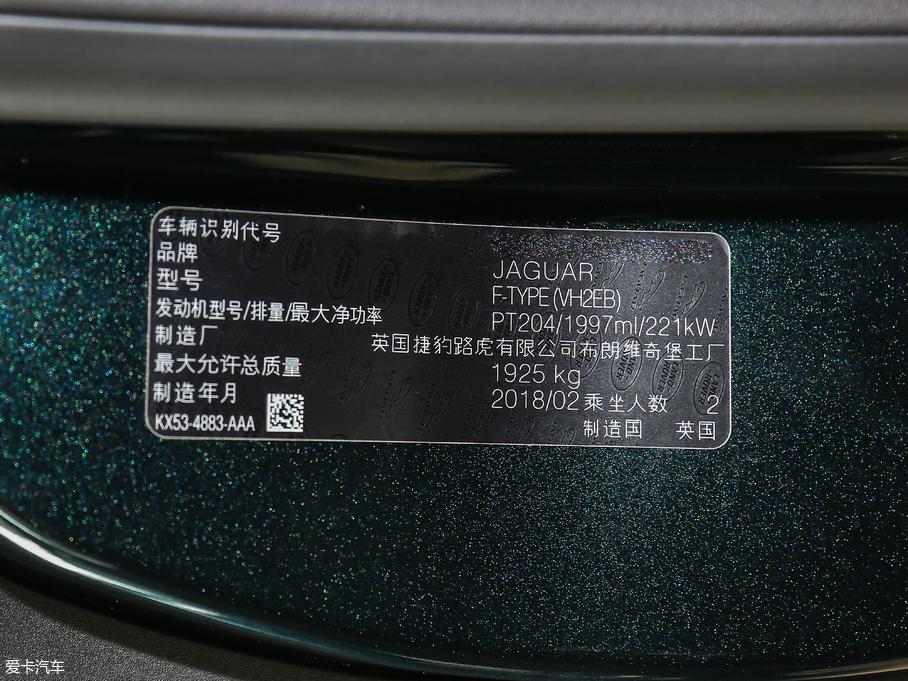 车辆识别代号
品牌 JAGUAR
型号 F-TYPE (VH2EB)
发动机型号/排量/最大净功率 PT204/1997ml/221kW
制造厂 英国捷豹路虎有限公司布朗维奇堡工厂
最大允许总质量 1925 kg
制造年月 2018/02 乘坐人数 2
KX53-4883-AAA 制造国 英国
爱卡汽车